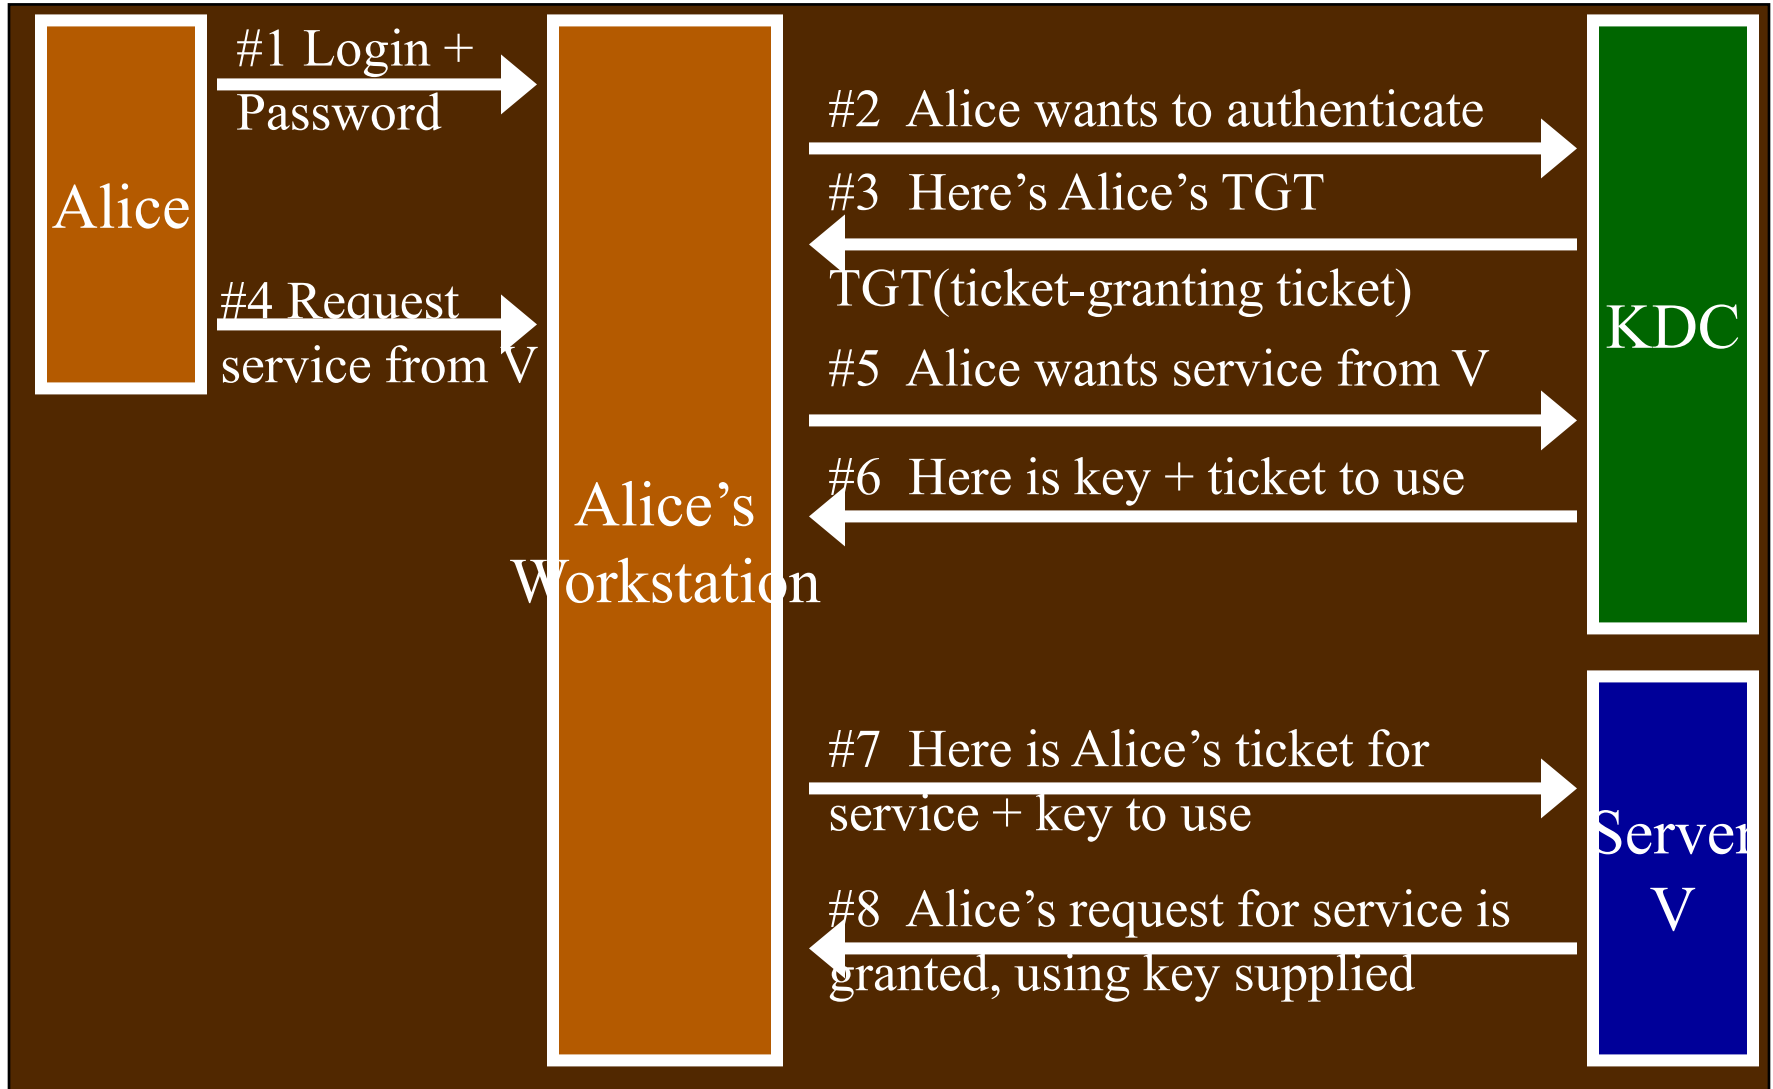 #1 Login +
Password
Alice
#4 Request
service from V
Alice’s
Workstation
#2  Alice wants to authenticate
#3  Here’s Alice’s TGT
TGT(ticket-granting ticket)
#5  Alice wants service from V
#6  Here is key + ticket to use
KDC
#7  Here is Alice’s ticket for
service + key to use
#8  Alice’s request for service is
granted, using key supplied
Server
V